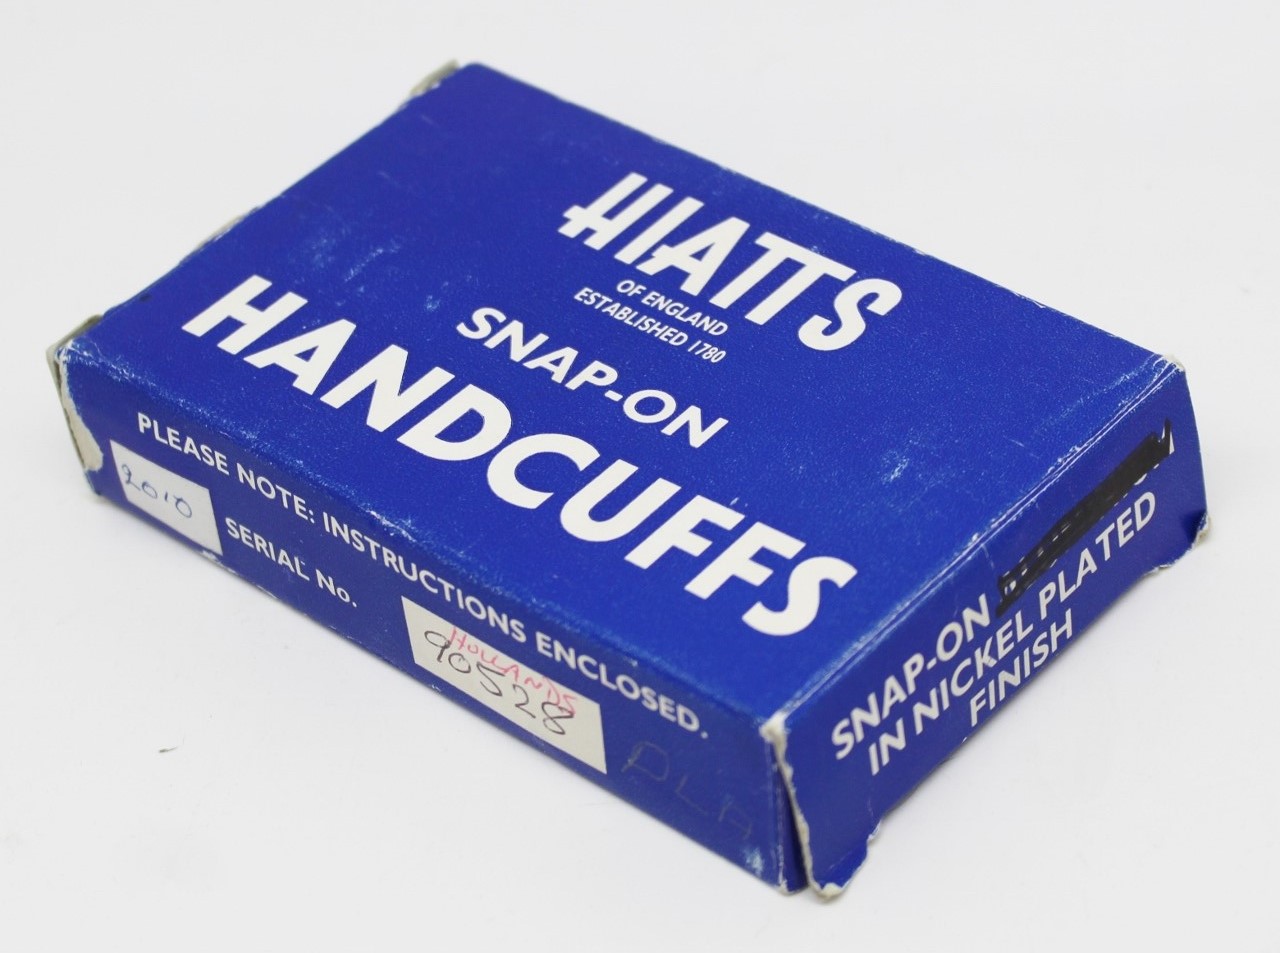 HIATTS
OF ENGLAND
ESTABLISHED 1780
SNAP-ON
HANDCUFFS
PLEASE NOTE: INSTRUCTIONS ENCLOSED.
2010
SERIAL No.
HOLLANDS
90528
SNAP-ON
IN NICKEL PLATED
FINISH